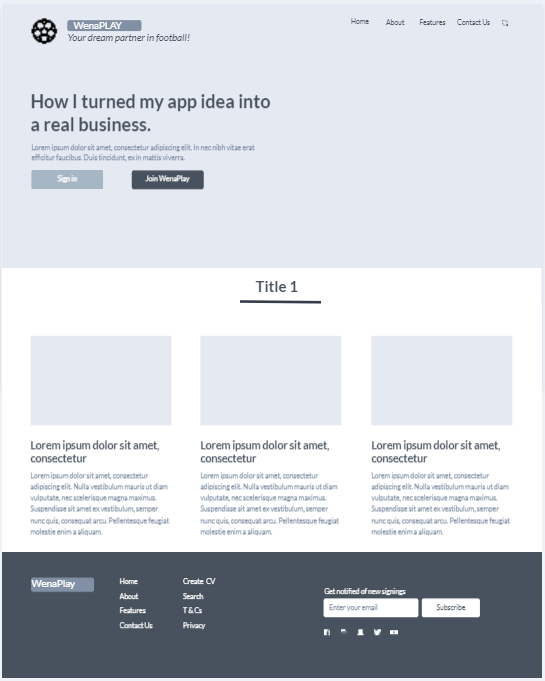 WenaPLAY
Your dream partner in football!
Home About Features Contact Us
How I turned my app idea into
a real business.
Lorem ipsum dolor sit amet, consectetur adipiscing elit. In nec nibh vitae erat
efficitur faucibus. Duis tincidunt, ex in mattis viverra.
Sign in Join WenaPlay
Title 1
Lorem ipsum dolor sit amet,
consectetur
Lorem ipsum dolor sit amet, consectetur
adipiscing elit. Nulla vestibulum mauris ut diam
vulputate, nec scelerisque magna maximus.
Suspendisse sit amet ex vestibulum, semper
nunc quis, consequat arcu. Pellentesque feugiat
molestie enim a aliquam.
Lorem ipsum dolor sit amet,
consectetur
Lorem ipsum dolor sit amet, consectetur
adipiscing elit. Nulla vestibulum mauris ut diam
vulputate, nec scelerisque magna maximus.
Suspendisse sit amet ex vestibulum, semper
nunc quis, consequat arcu. Pellentesque feugiat
molestie enim a aliquam.
Lorem ipsum dolor sit amet,
consectetur
Lorem ipsum dolor sit amet, consectetur
adipiscing elit. Nulla vestibulum mauris ut diam
vulputate, nec scelerisque magna maximus.
Suspendisse sit amet ex vestibulum, semper
nunc quis, consequat arcu. Pellentesque feugiat
molestie enim a aliquam.
WenaPlay
Home
About
Features
Contact Us
Create CV
Search
T & Cs
Privacy
Get notified of new signings
Enter your email Subscribe